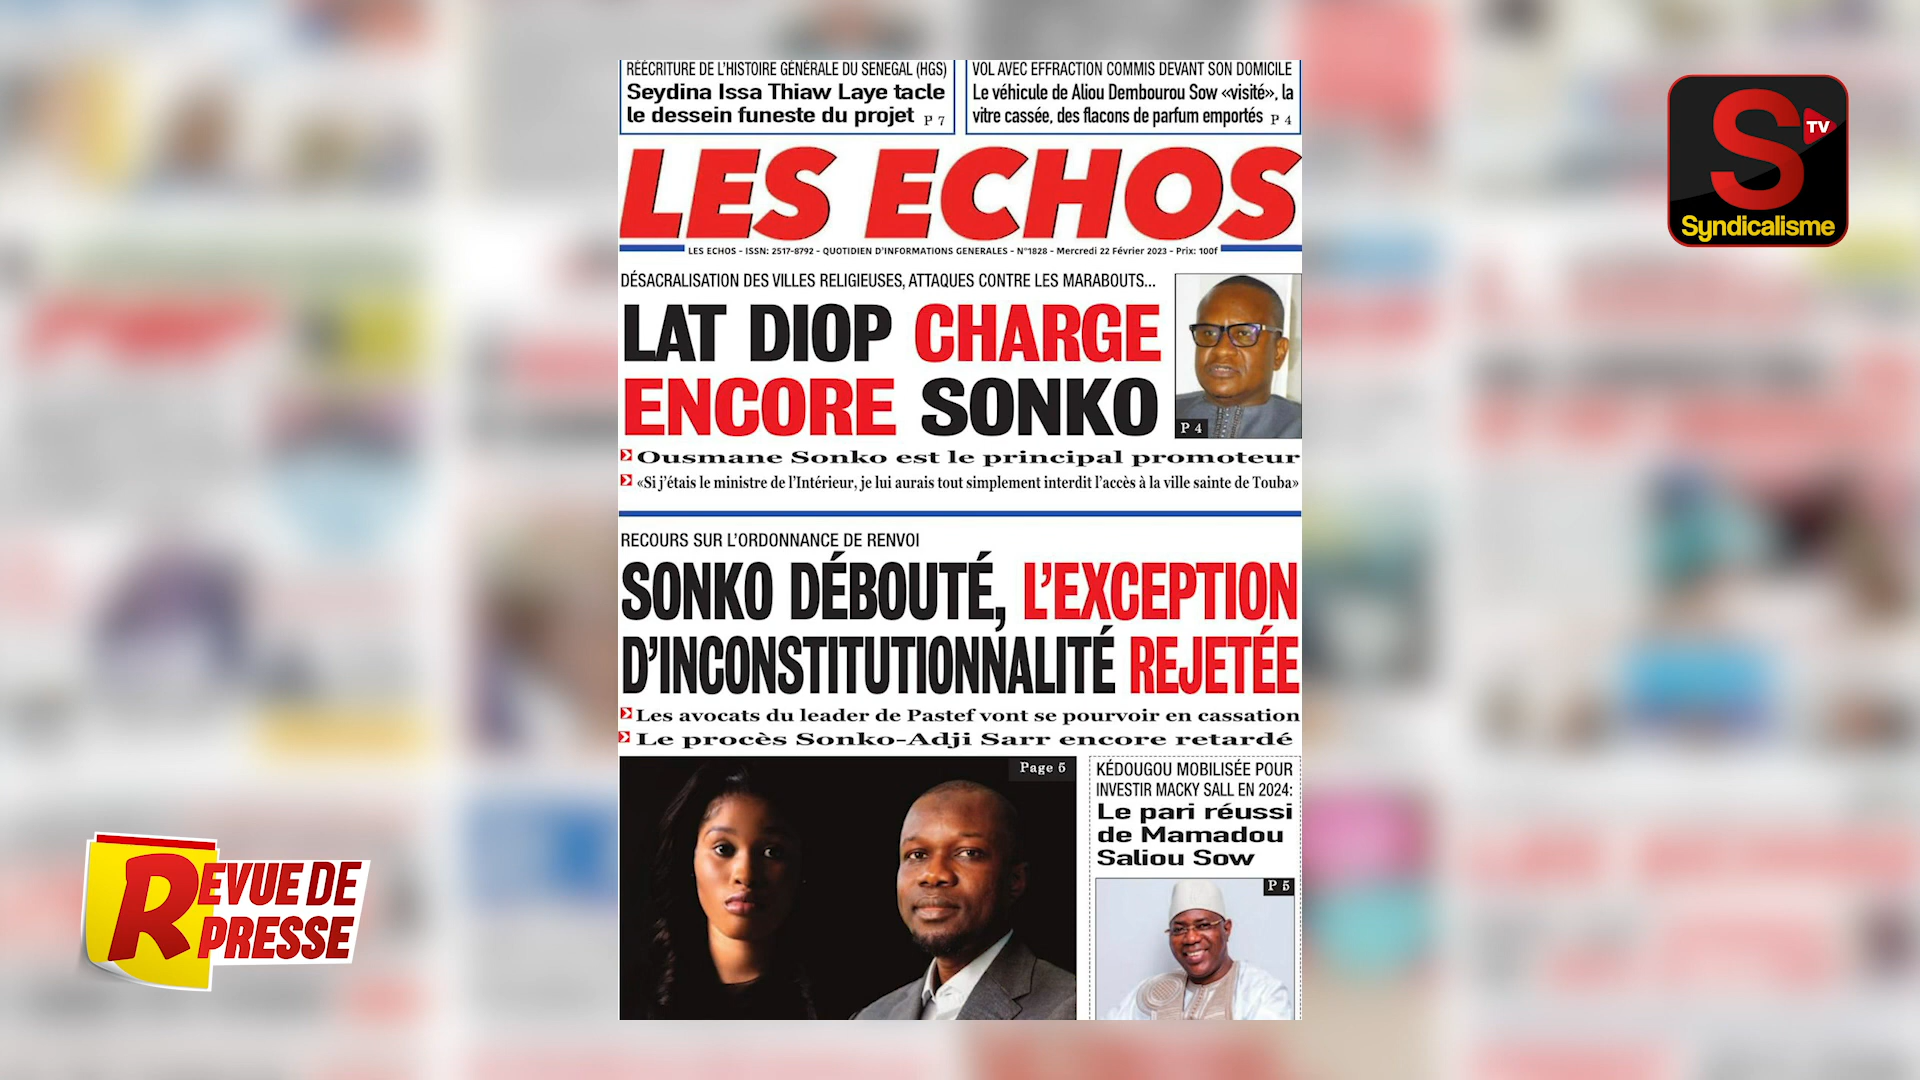 RÉÉCRITURE DE L'HISTOIRE GÉNÉRALE DU SENEGAL (HGS)
Seydina Issa Thiaw Laye tacle
le dessein funeste du projet P 7
VOL AVEC EFFRACTION COMMIS DEVANT SON DOMICILE
Le véhicule de Aliou Dembourou Sow «visité», la
vitre cassée, des flacons de parfum emportés P 4
LES ECHOS
LES ECHOS - ISSN: 2517-8792 - QUOTIDIEN D'INFORMATIONS GENERALES - N°1828 - Mercredi 22 Février 2023 - Prix: 100f
DÉSACRALISATION DES VILLES RELIGIEUSES, ATTAQUES CONTRE LES MARABOUTS...
LAT DIOP CHARGE
ENCORE SONKO
P 4
Ousmane Sonko est le principal promoteur
«Si j'étais le ministre de l'Intérieur, je lui aurais tout simplement interdit l'accès à la ville sainte de Touba»
RECOURS SUR L'ORDONNANCE DE RENVOI
SONKO DÉBOUTÉ, L'EXCEPTION
D'INCONSTITUTIONNALITÉ REJETÉE
Les avocats du leader de Pastef vont se pourvoir en cassation
Le procès Sonko-Adji Sarr encore retardé
Page 5
KÉDOUGOU MOBILISÉE POUR
INVESTIR MACKY SALL EN 2024:
Le pari réussi
de Mamadou
Saliou Sow
P 5
S TV
Syndicalisme
REVUE DE
PRESSE